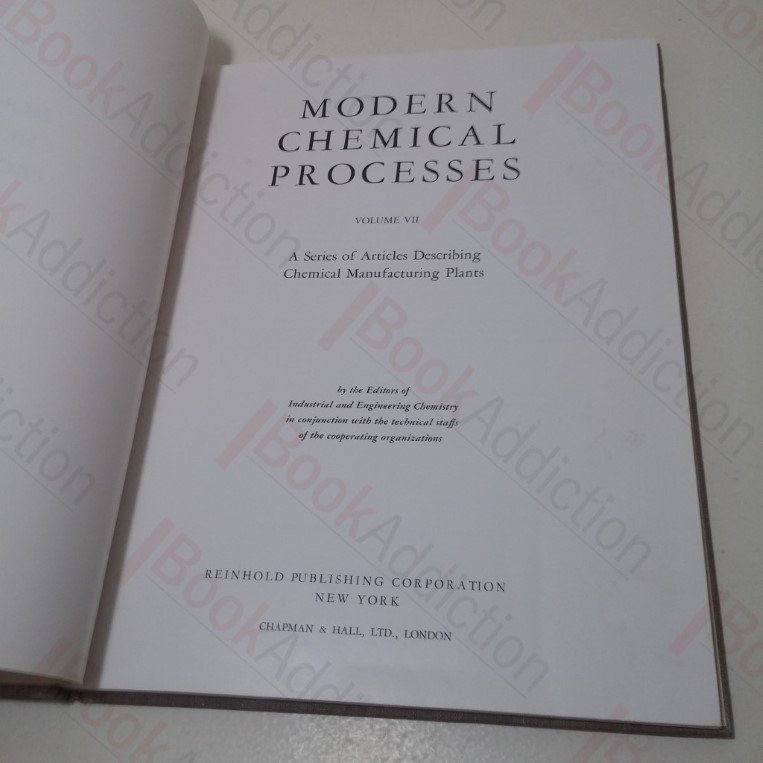 MODERN
CHEMICAL
PROCESSES
VOLUME VII
A Series of Articles Describing
Chemical Manufacturing Plants
by the Editors of
Industrial and Engineering Chemistry
in conjunction with the technical staffs
of the cooperating organizations
REINHOLD PUBLISHING CORPORATION
NEW YORK
CHAPMAN & HALL, LTD., LONDON
BookAddiction